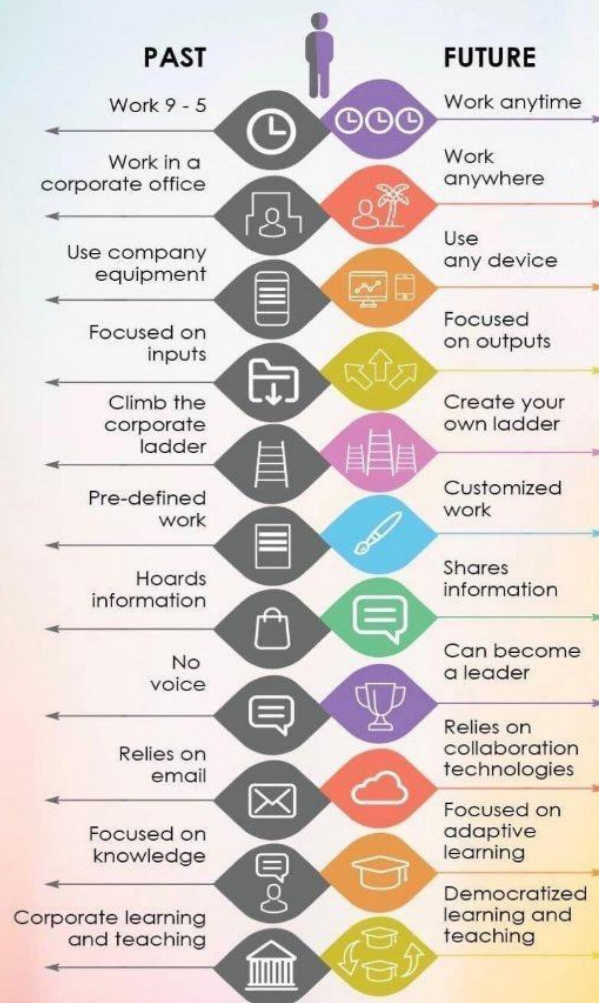 PAST
FUTURE
Work 9 - 5
Work anytime
Work in a
corporate office
Work
anywhere
Use company
equipment
Use
any device
Focused on
inputs
Focused
on outputs
Climb the
corporate
ladder
Create your
own ladder
Pre-defined
work
Customized
work
Hoards
information
Shares
information
No
voice
Can become
a leader
Relies on
email
Relies on
collaboration
technologies
Focused on
knowledge
Focused on
adaptive
learning
Corporate learning
and teaching
Democratized
learning and
teaching